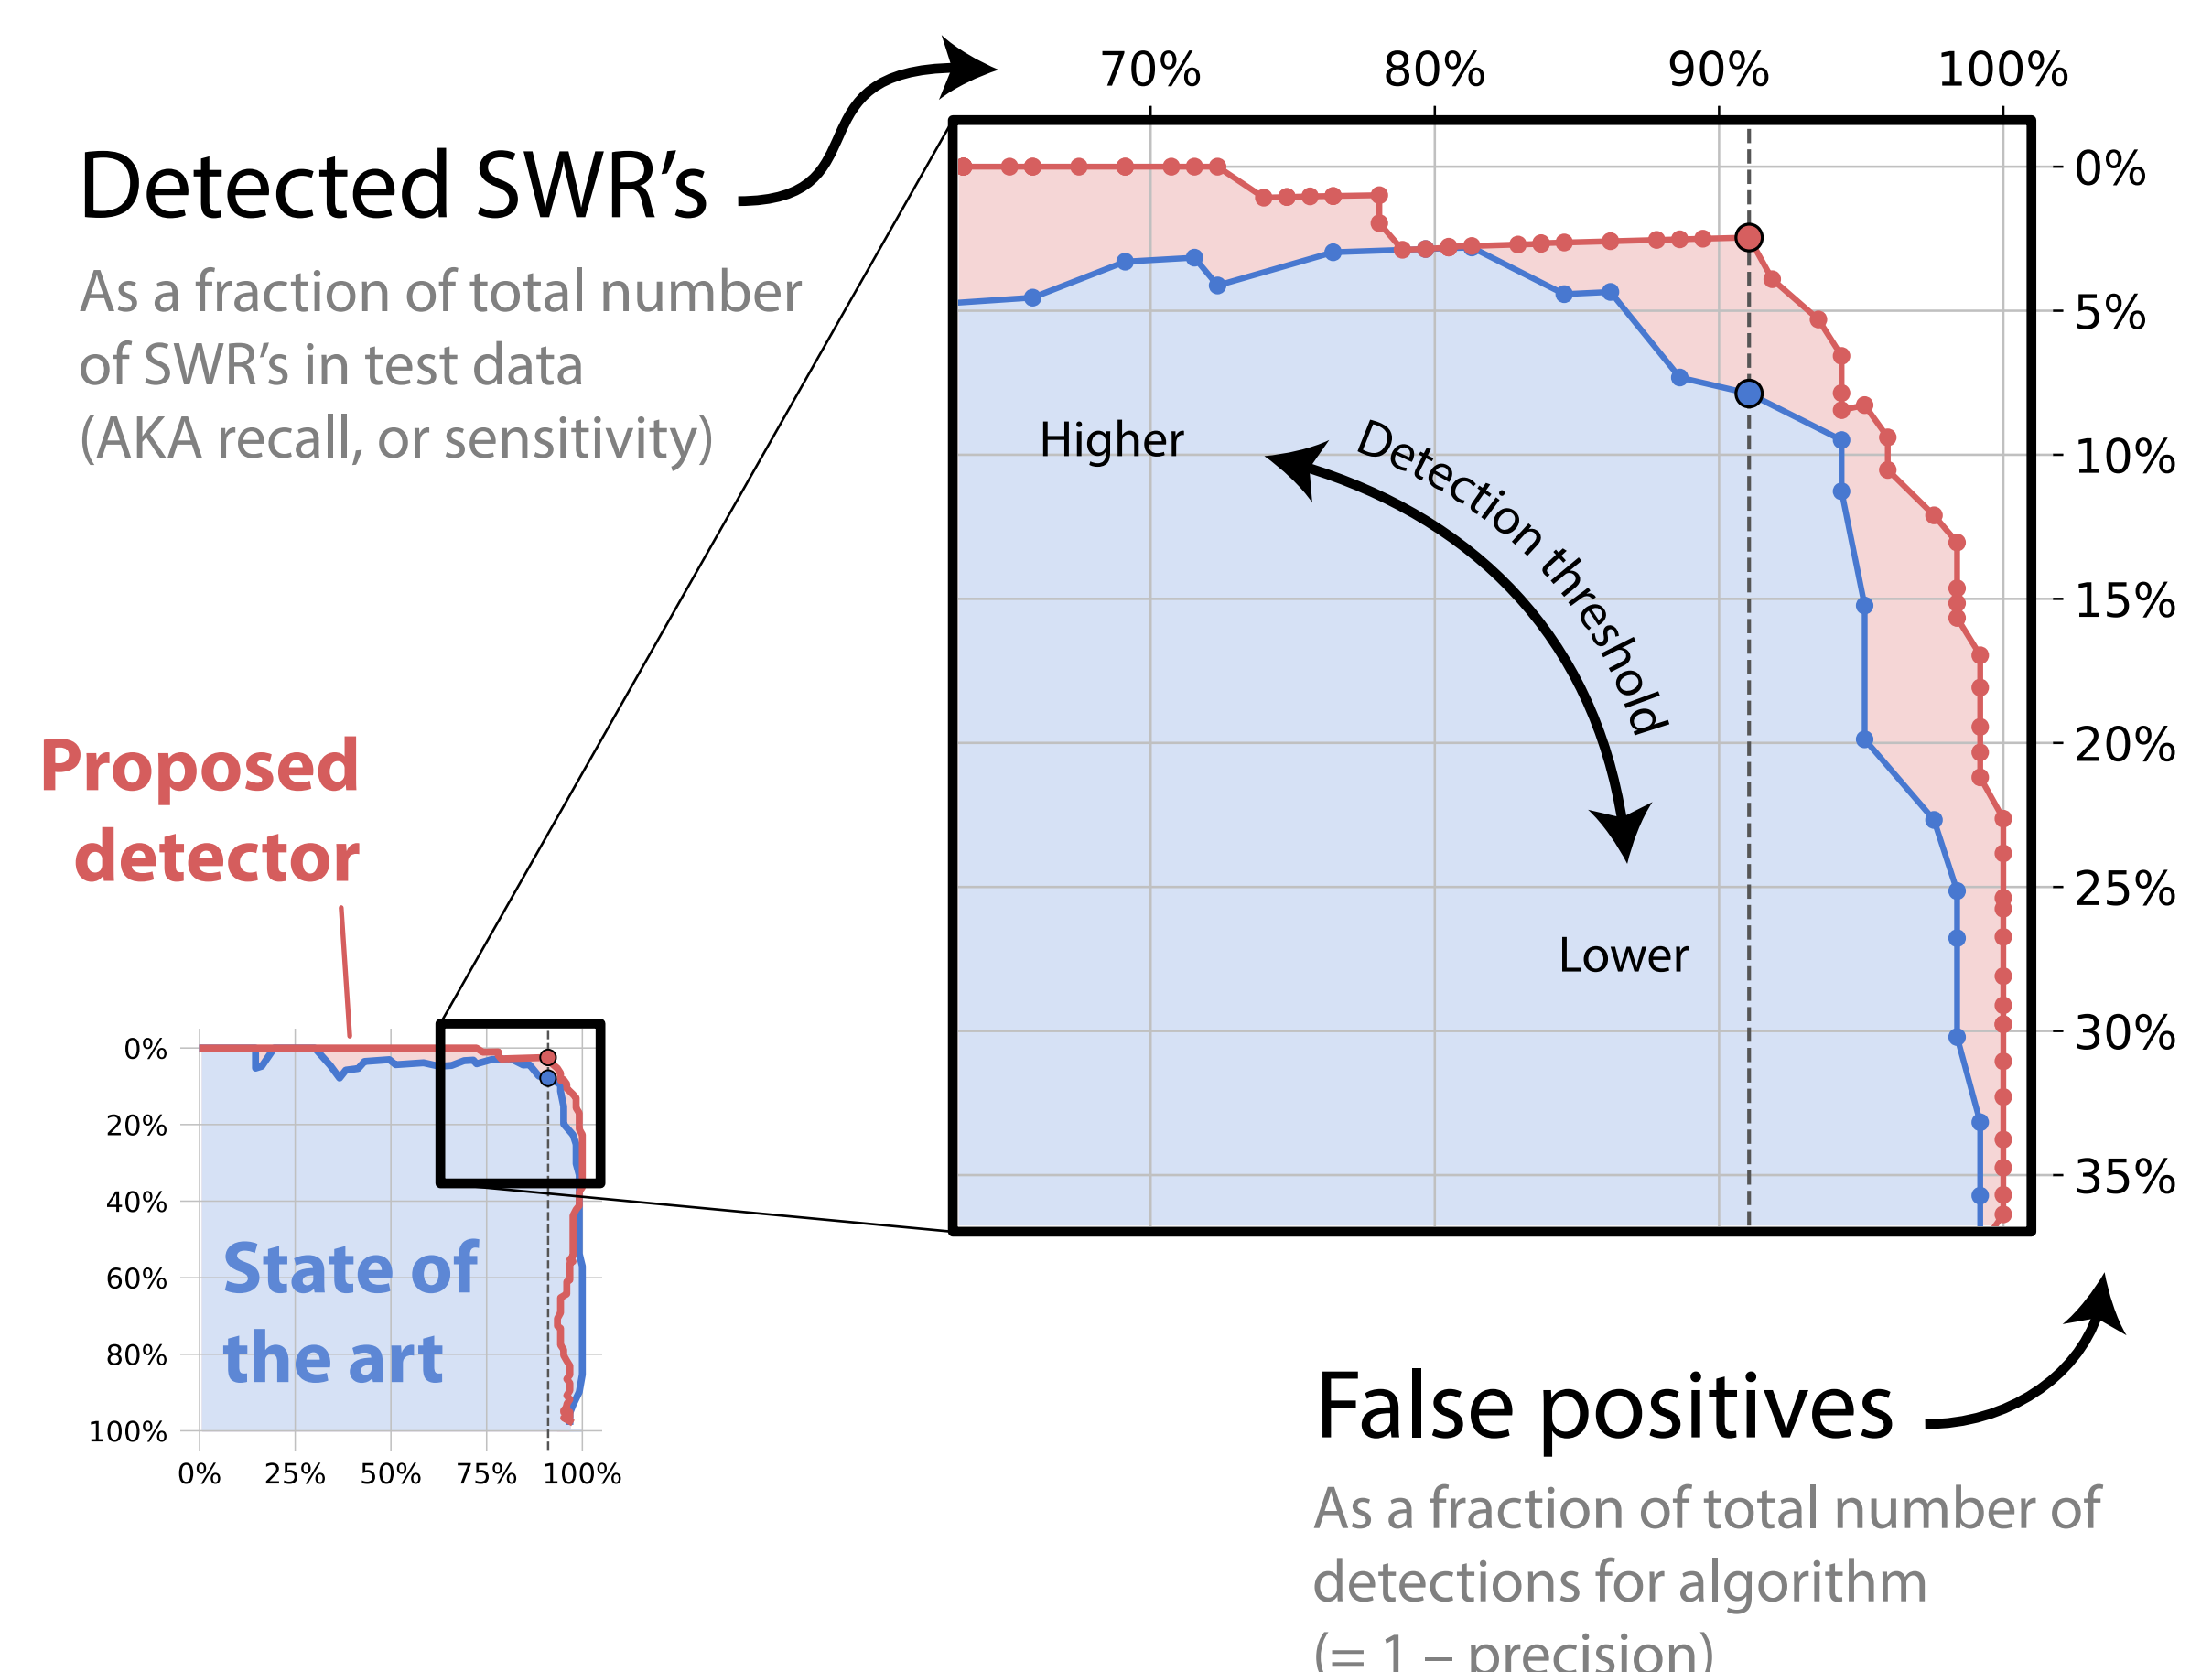 70%
80%
90%
100%
Detected SWR's
As a fraction of total number
of SWR's in test data
(AKA recall, or sensitivity)
0%
5%
10%
15%
20%
25%
30%
35%
Higher
Detection threshold
Lower
Proposed
detector
0%
20%
40%
60%
80%
100%
State of
the art
0%
25%
50%
75%
100%
False positives
As a fraction of total number of
detections for algorithm
(= 1 – precision)